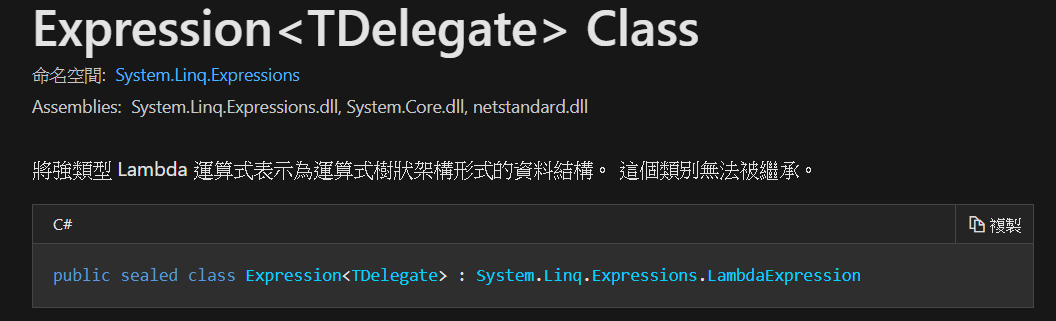 Expression<TDelegate> Class
命名空間: System.Linq.Expressions
Assemblies: System.Linq.Expressions.dll, System.Core.dll, netstandard.dll
將強類型 Lambda 運算式表示為運算式樹狀架構形式的資料結構。 這個類別無法被繼承。
C#
複製
public sealed class Expression<TDelegate> : System.Linq.Expressions.LambdaExpression